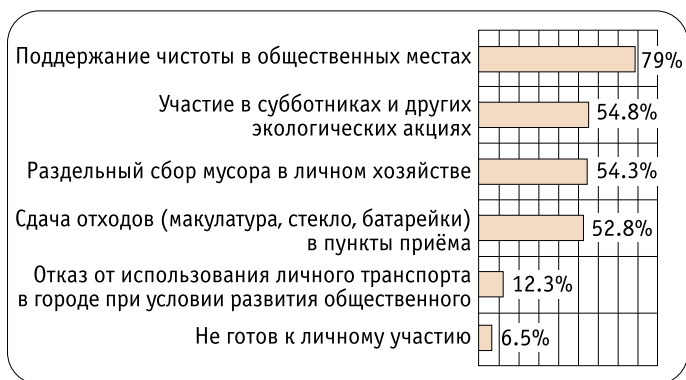 Поддержание чистоты в общественных местах
79%
Участие в субботниках и других
экологических акциях
54.8%
Раздельный сбор мусора в личном хозяйстве
54.3%
Сдача отходов (макулатура, стекло, батарейки)
в пункты приёма
52.8%
Отказ от использования личного транспорта
в городе при условии развития общественного
12.3%
Не готов к личному участию
6.5%